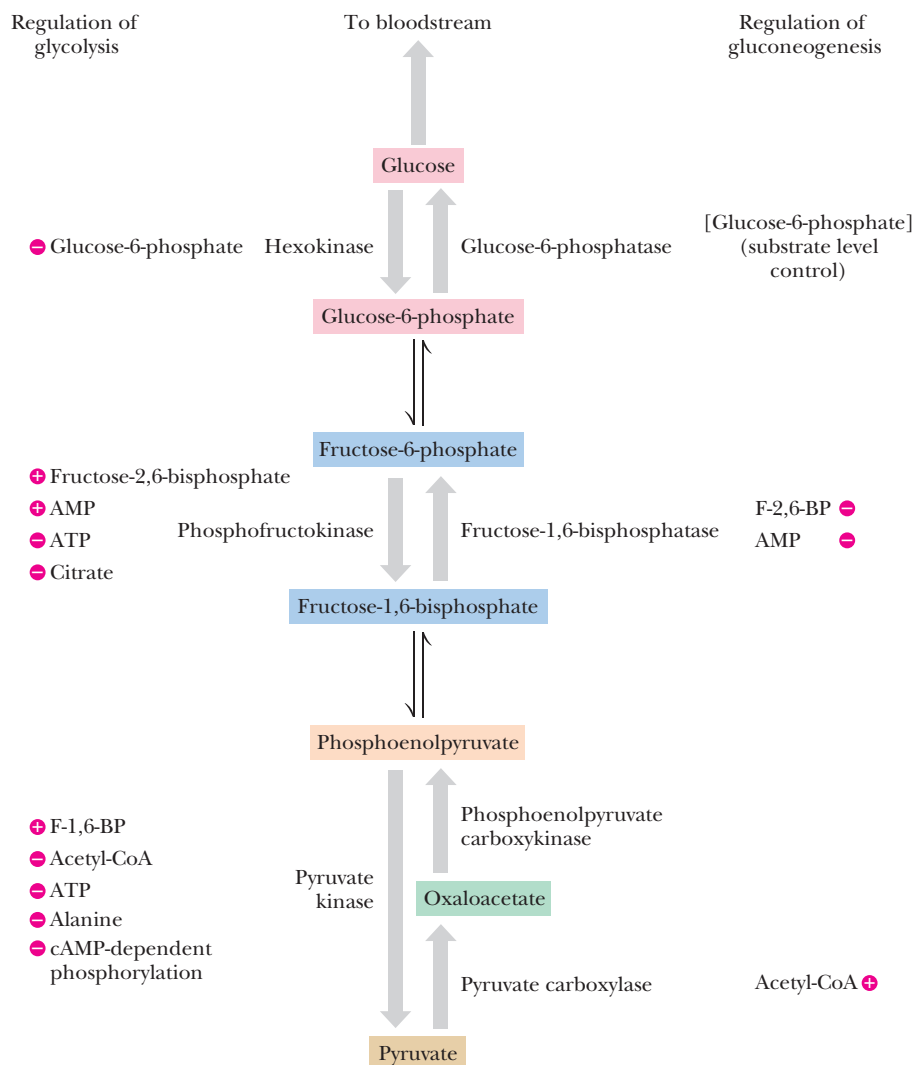 Regulation of
glycolysis
To bloodstream
Regulation of
gluconeogenesis
Glucose
− Glucose-6-phosphate
Hexokinase
Glucose-6-phosphatase
[Glucose-6-phosphate]
(substrate level
control)
Glucose-6-phosphate
Fructose-6-phosphate
+ Fructose-2,6-bisphosphate
+ AMP
− ATP
− Citrate
Phosphofructokinase
Fructose-1,6-bisphosphatase
F-2,6-BP −
AMP −
Fructose-1,6-bisphosphate
Phosphoenolpyruvate
+ F-1,6-BP
− Acetyl-CoA
− ATP
− Alanine
− cAMP-dependent
phosphorylation
Pyruvate
kinase
Phosphoenolpyruvate
carboxykinase
Oxaloacetate
Pyruvate carboxylase
Acetyl-CoA +
Pyruvate